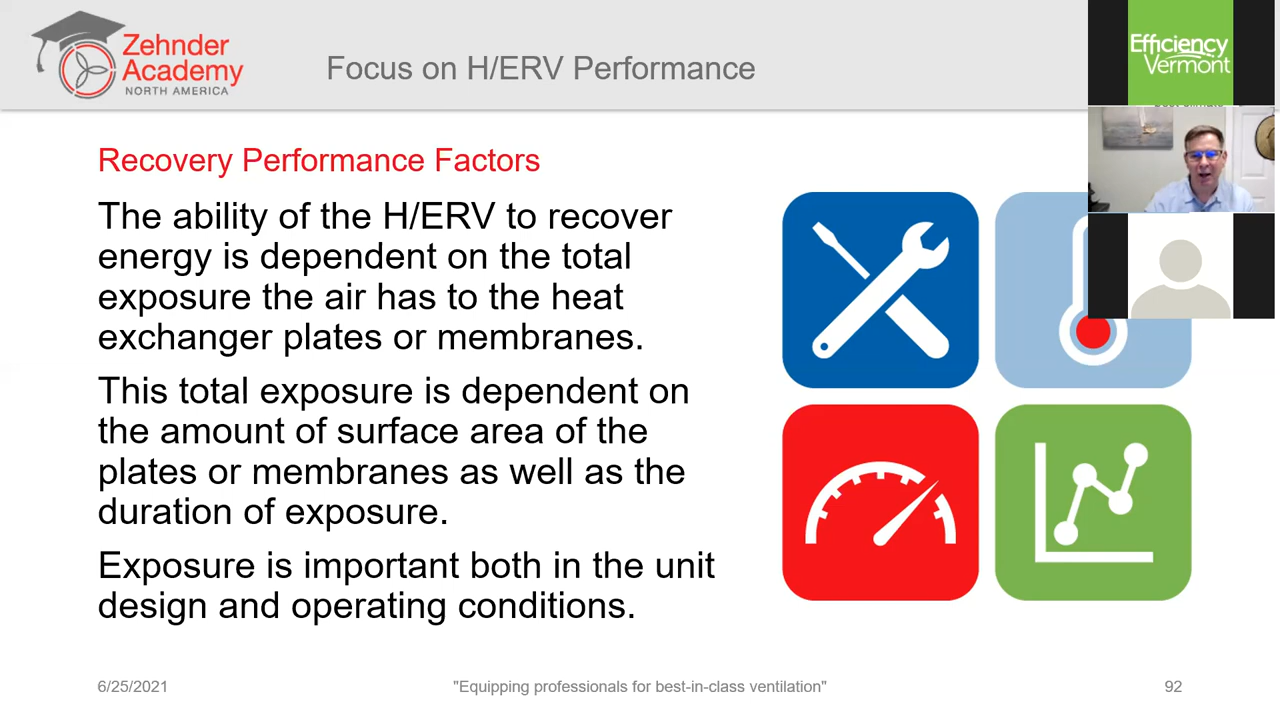 Zehnder
Academy
NORTH AMERICA
Focus on H/ERV Performance
Efficiency
Vermont
Recovery Performance Factors
The ability of the H/ERV to recover
energy is dependent on the total
exposure the air has to the heat
exchanger plates or membranes.
This total exposure is dependent on
the amount of surface area of the
plates or membranes as well as the
duration of exposure.
Exposure is important both in the unit
design and operating conditions.
6/25/2021
"Equipping professionals for best-in-class ventilation"
92